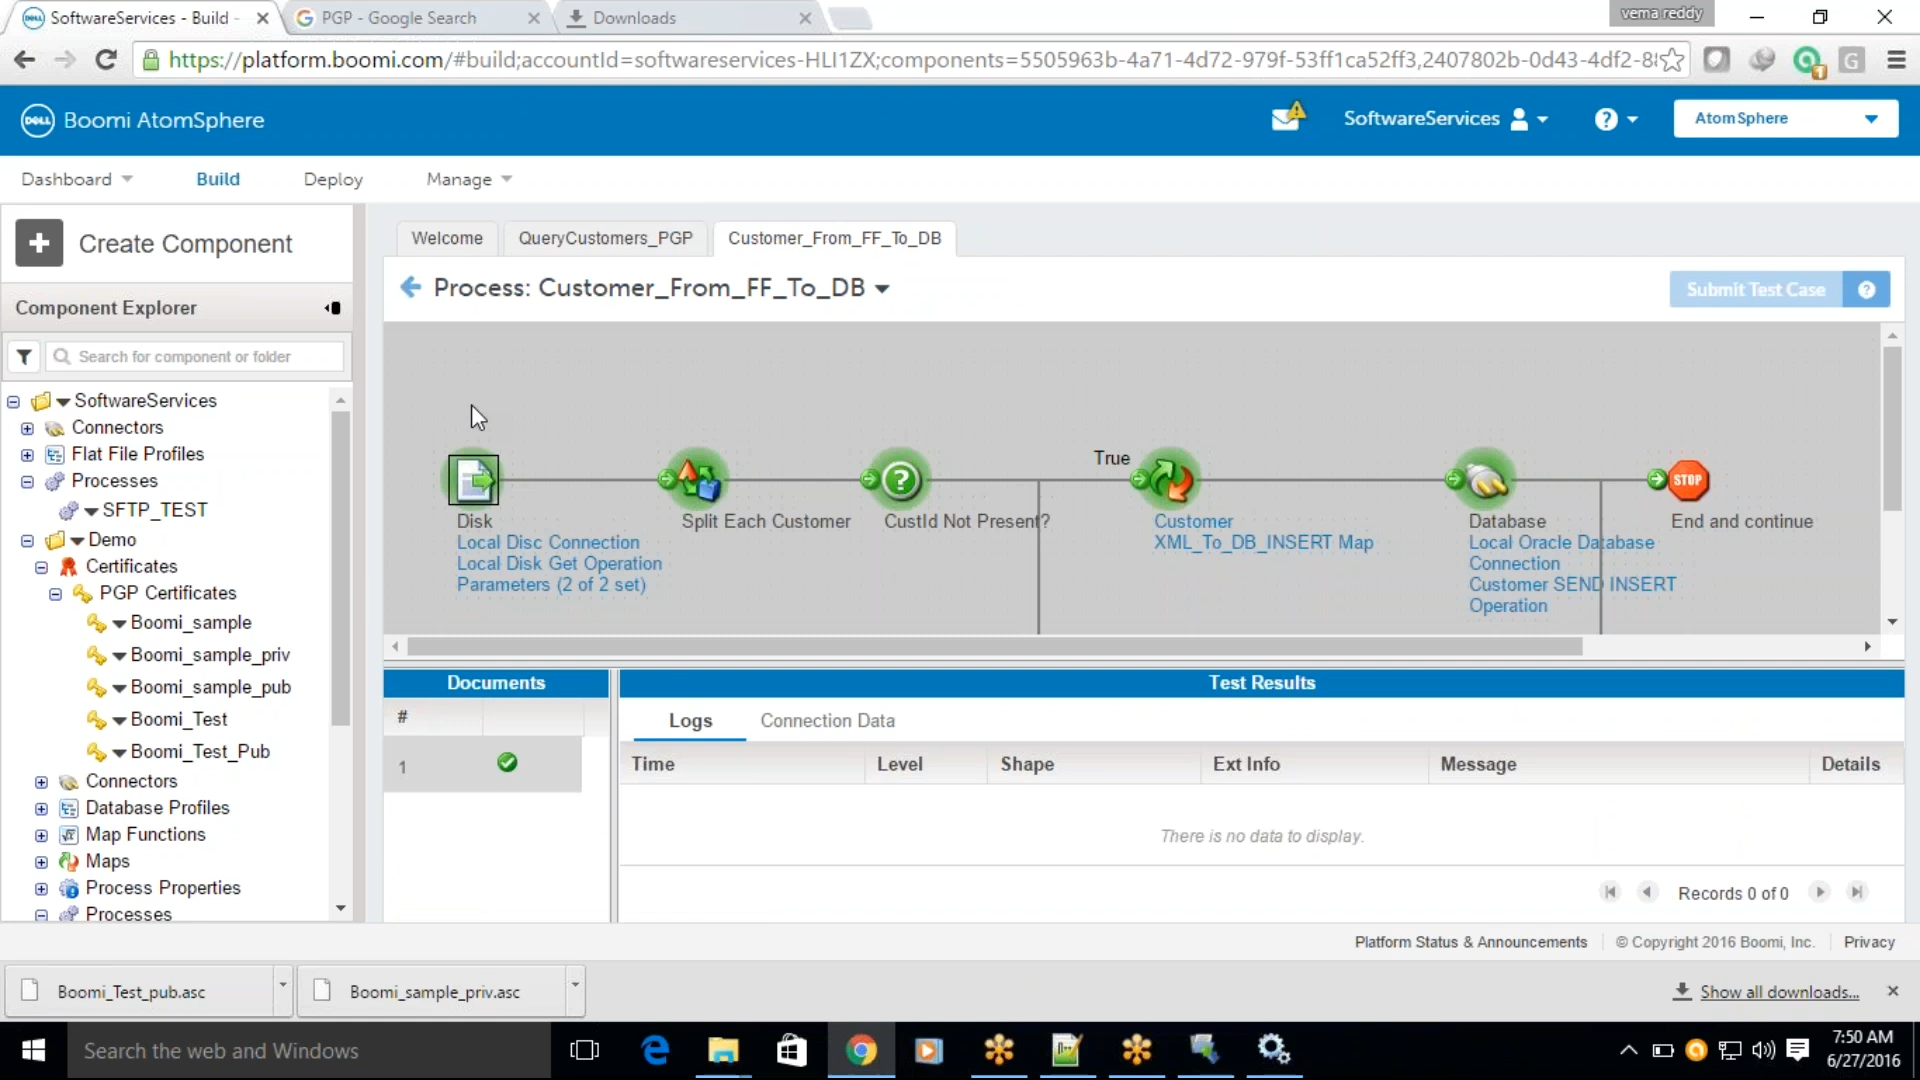 SoftwareServices - Build -
PGP - Google Search
Downloads
vema reddy
https://platform.boomi.com/#build;accountId=softwareservices-HLI1ZX;components=5505963b-4a71-4d72-979f-53ff1ca52ff3,2407802b-0d43-4df2-8
DELL Boomi AtomSphere
SoftwareServices
AtomSphere
Dashboard
Build
Deploy
Manage
Create Component
Welcome
QueryCustomers_PGP
Customer_From_FF_To_DB
Process: Customer_From_FF_To_DB
Submit Test Case
Component Explorer
Search for component or folder
SoftwareServices
Connectors
Flat File Profiles
Processes
SFTP_TEST
Demo
Certificates
PGP Certificates
Boomi_sample
Boomi_sample_priv
Boomi_sample_pub
Boomi_Test
Boomi_Test_Pub
Connectors
Database Profiles
Map Functions
Maps
Process Properties
Processes
Disk
Local Disc Connection
Local Disk Get Operation
Parameters (2 of 2 set)
Split Each Customer
CustId Not Present?
True
Customer
XML_To_DB_INSERT Map
Database
Local Oracle Database
Connection
Customer SEND INSERT
Operation
STOP
End and continue
Documents
#
1
Test Results
Logs
Connection Data
Time
Level
Shape
Ext Info
Message
Details
There is no data to display.
Records 0 of 0
Platform Status & Announcements
© Copyright 2016 Boomi, Inc.
Privacy
Boomi_Test_pub.asc
Boomi_sample_priv.asc
Show all downloads...
Search the web and Windows
7:50 AM
6/27/2016